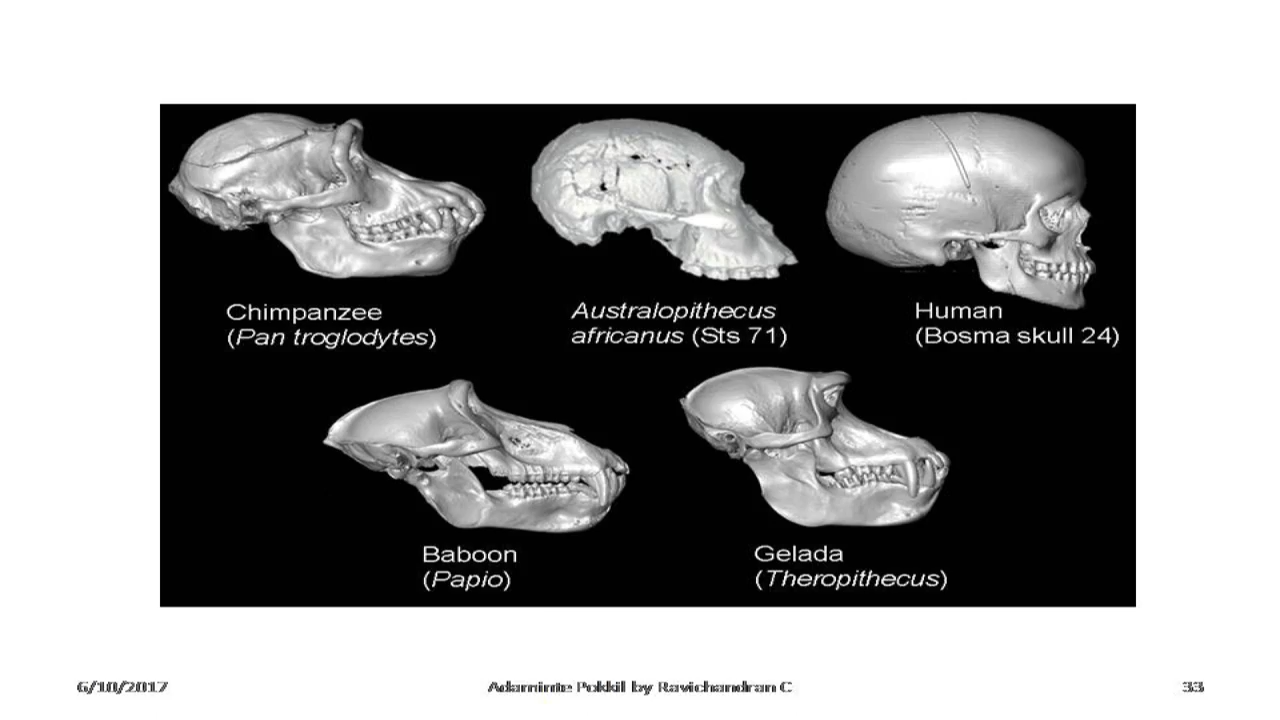 Chimpanzee
(Pan troglodytes)
Australopithecus
africanus (Sts 71)
Human
(Bosma skull 24)
Baboon
(Papio)
Gelada
(Theropithecus)
6/10/2017
Adaminte Pokkil by Ravichandran C
33